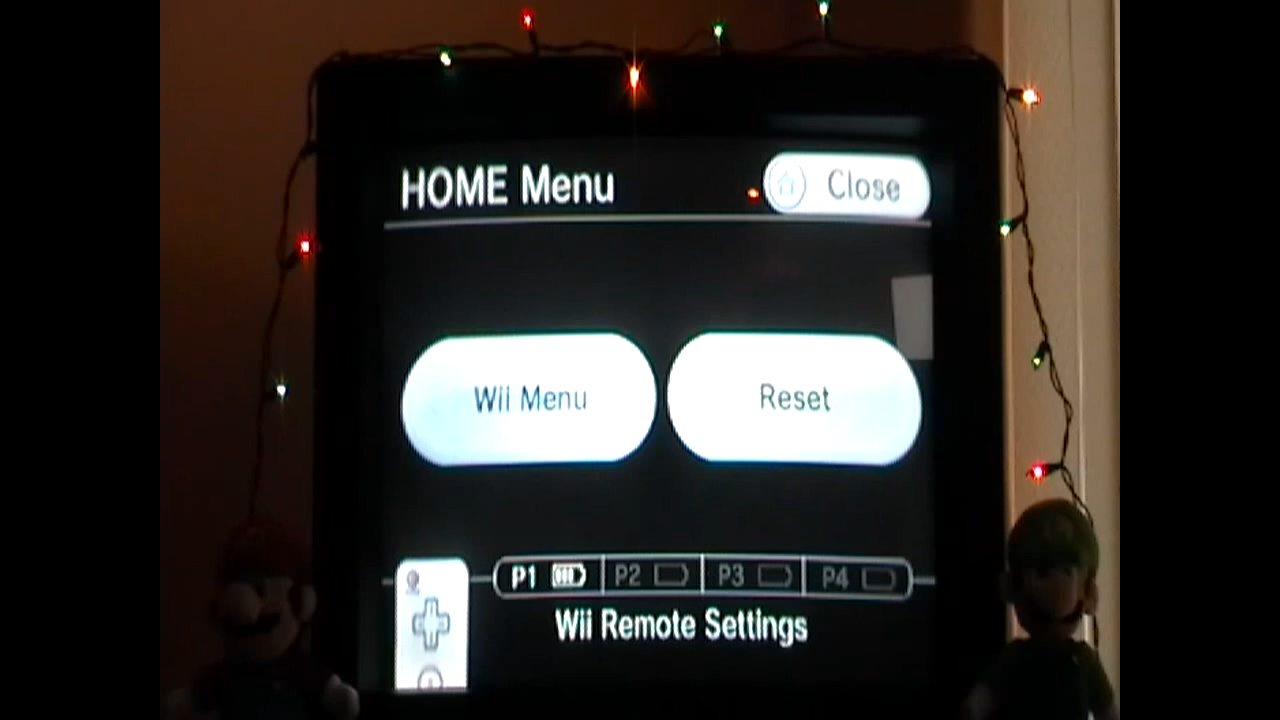 HOME Menu
Close
Wii Menu
Reset
P1 P2 P3 P4
Wii Remote Settings